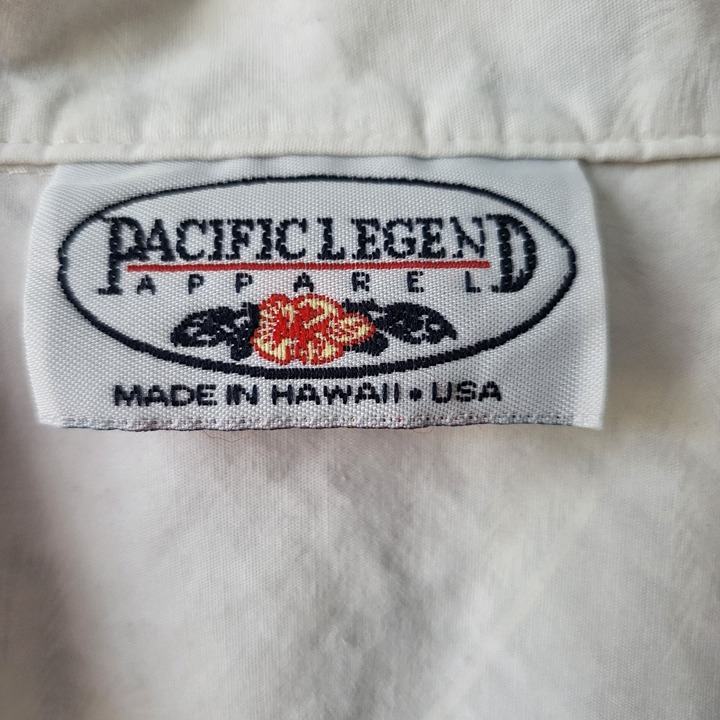 PACIFIC LEGEND
APPAREL
MADE IN HAWAII • USA